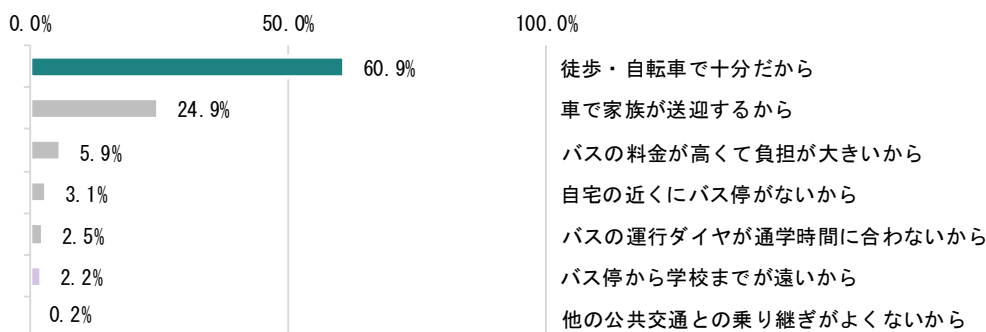 0.0% 50.0% 100.0%
60.9% 徒歩・自転車で十分だから
24.9% 車で家族が送迎するから
5.9% バスの料金が高くて負担が大きいから
3.1% 自宅の近くにバス停がないから
2.5% バスの運行ダイヤが通学時間に合わないから
2.2% バス停から学校までが遠いから
0.2% 他の公共交通との乗り継ぎがよくないから